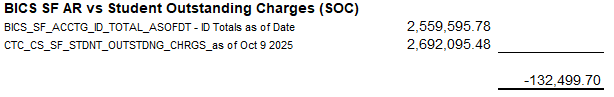 BICS SF AR vs Student Outstanding Charges (SOC)
BICS_SF_ACCTG_ID_TOTAL_ASOFDT - ID Totals as of Date 2,559,595.78
CTC_CS_SF_STDNT_OUTSTDNG_CHRGS_as of Oct 9 2025 2,692,095.48
-132,499.70